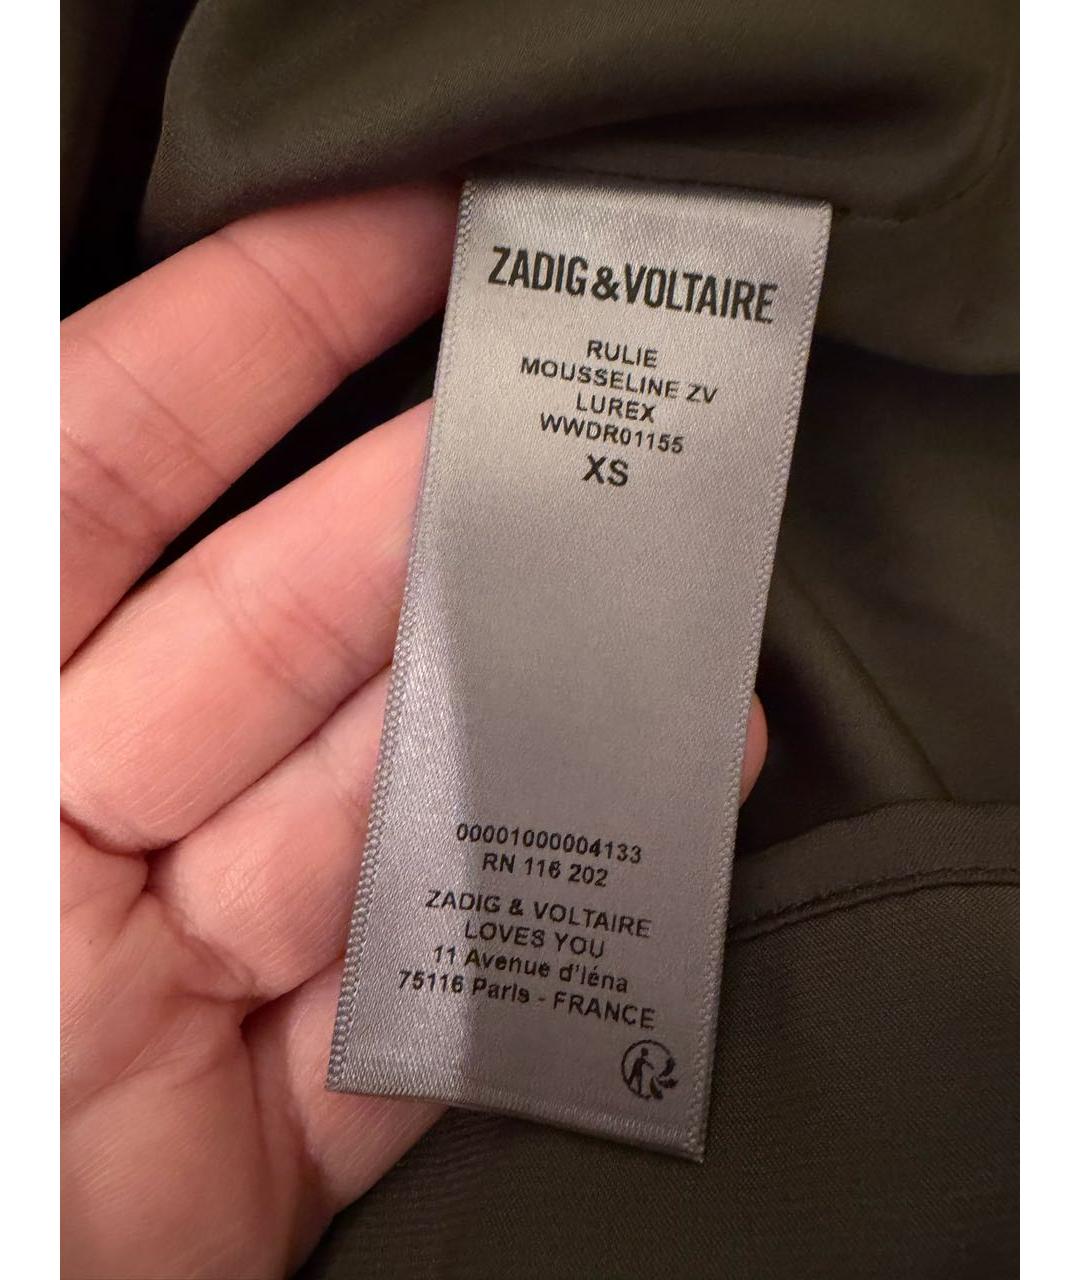 ZADIG&VOLTAIRE
RULIE
MOUSSELINE ZV
LUREX
WWDR01155
XS
00001000004133
RN 116 202
ZADIG & VOLTAIRE
LOVES YOU
11 Avenue d'Iéna
75116 Paris - FRANCE